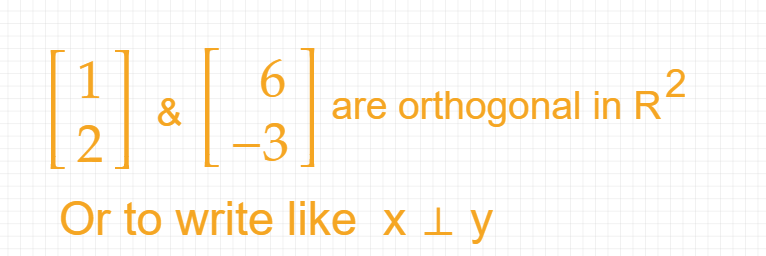 [1 2] & [6 −3] are orthogonal in R²
Or to write like x ⊥ y